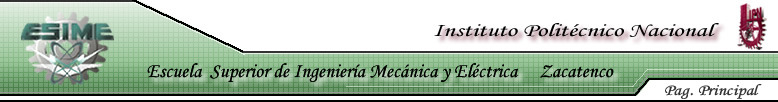 ESIME
Instituto Politécnico Nacional
Escuela Superior de Ingeniería Mecánica y Eléctrica Zacatenco
Pag. Principal